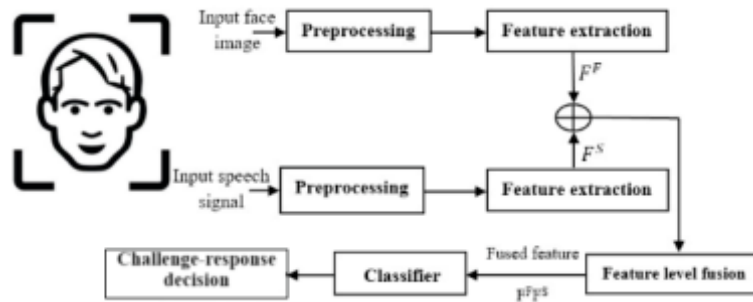 Input face
image
Preprocessing
Feature extraction
F^F
F^S
Input speech
signal
Preprocessing
Feature extraction
Challenge-response
decision
Classifier
Fused feature
F^F F^S
Feature level fusion